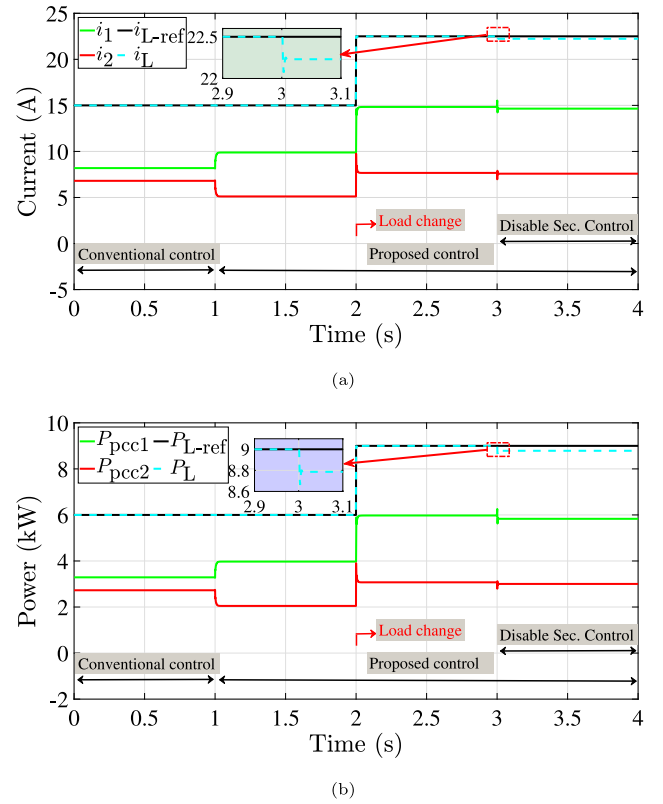 25
20
15
10
5
0
-5
Current (A)
i1 iL-ref
i2 iL
22.5
22
2.9 3 3.1
Load change
Disable Sec. Control
Conventional control
Proposed control
0 0.5 1 1.5 2 2.5 3 3.5 4
Time (s)
(a)
10
8
6
4
2
0
-2
Power (kW)
Ppcc1 PL-ref
Ppcc2 PL
9
8.8
8.6
2.9 3 3.1
Load change
Disable Sec. Control
Conventional control
Proposed control
0 0.5 1 1.5 2 2.5 3 3.5 4
Time (s)
(b)